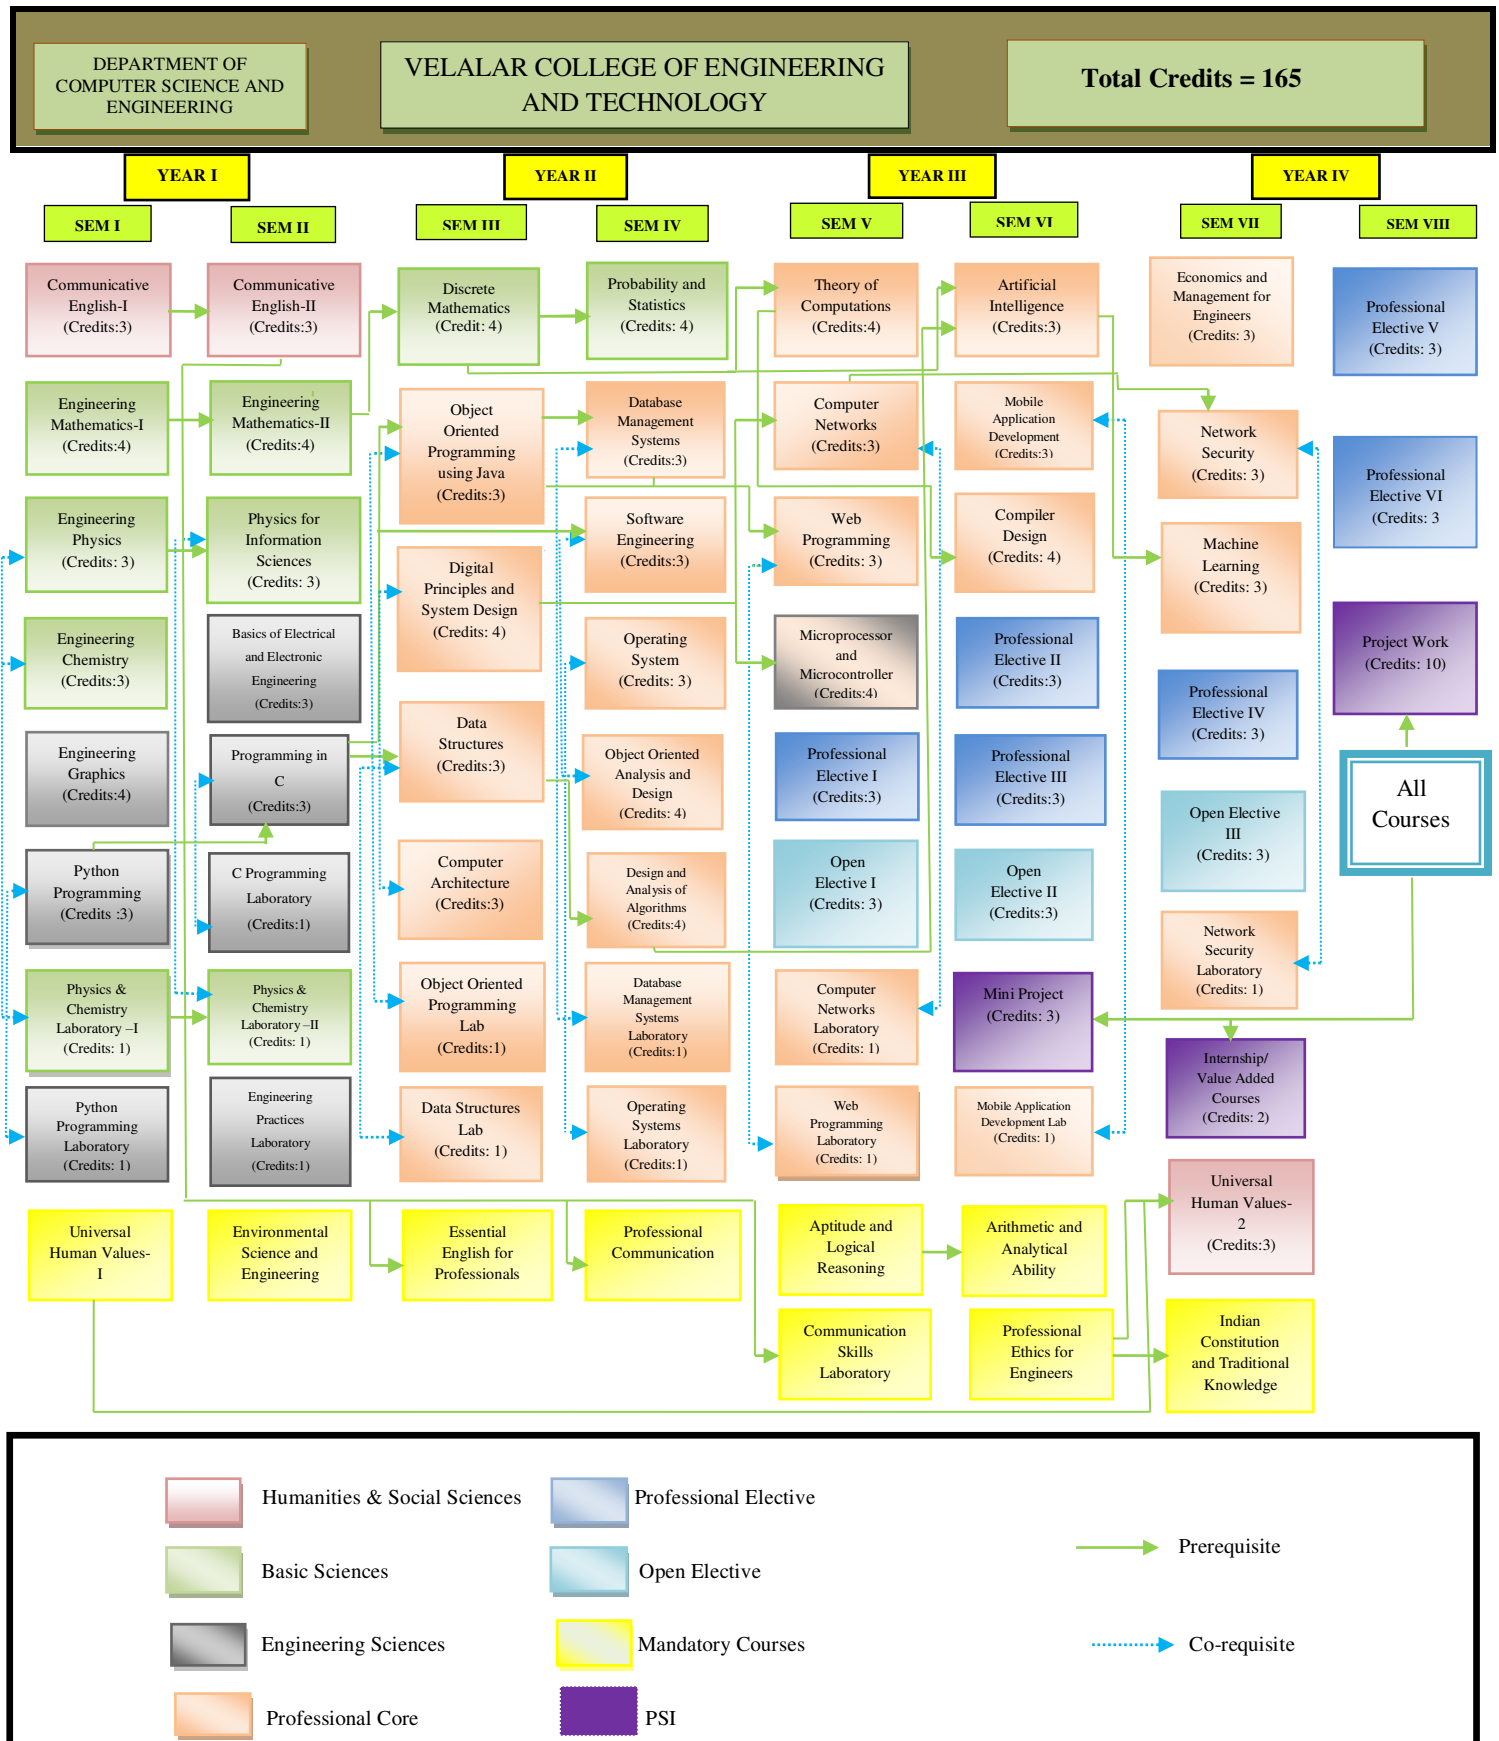 DEPARTMENT OF
COMPUTER SCIENCE AND
ENGINEERING
VELALAR COLLEGE OF ENGINEERING
AND TECHNOLOGY
Total Credits = 165
YEAR I
YEAR II
YEAR III
YEAR IV
SEM I
SEM II
SEM III
SEM IV
SEM V
SEM VI
SEM VII
SEM VIII
Communicative
English-I
(Credits:3)
Engineering
Mathematics-I
(Credits:4)
Engineering
Physics
(Credits: 3)
Engineering
Chemistry
(Credits:3)
Engineering
Graphics
(Credits:4)
Python
Programming
(Credits :3)
Physics &
Chemistry
Laboratory –I
(Credits: 1)
Python
Programming
Laboratory
(Credits: 1)
Universal
Human Values-
I
Communicative
English-II
(Credits:3)
Engineering
Mathematics-II
(Credits:4)
Physics for
Information
Sciences
(Credits: 3)
Basics of Electrical
and Electronic
Engineering
(Credits:3)
Programming in
C
(Credits:3)
C Programming
Laboratory
(Credits:1)
Physics &
Chemistry
Laboratory –II
(Credits: 1)
Engineering
Practices
Laboratory
(Credits:1)
Environmental
Science and
Engineering
Discrete
Mathematics
(Credit: 4)
Object
Oriented
Programming
using Java
(Credits:3)
Digital
Principles and
System Design
(Credits: 4)
Data
Structures
(Credits:3)
Computer
Architecture
(Credits:3)
Object Oriented
Programming
Lab
(Credits:1)
Data Structures
Lab
(Credits: 1)
Essential
English for
Professionals
Probability and
Statistics
(Credits: 4)
Database
Management
Systems
(Credits:3)
Software
Engineering
(Credits:3)
Operating
System
(Credits: 3)
Object Oriented
Analysis and
Design
(Credits: 4)
Design and
Analysis of
Algorithms
(Credits:4)
Database
Management
Systems
Laboratory
(Credits:1)
Operating
Systems
Laboratory
(Credits:1)
Professional
Communication
Theory of
Computations
(Credits:4)
Computer
Networks
(Credits:3)
Web
Programming
(Credits: 3)
Microprocessor
and
Microcontroller
(Credits:4)
Professional
Elective I
(Credits:3)
Open
Elective I
(Credits: 3)
Computer
Networks
Laboratory
(Credits: 1)
Web
Programming
Laboratory
(Credits: 1)
Aptitude and
Logical
Reasoning
Communication
Skills
Laboratory
Artificial
Intelligence
(Credits:3)
Mobile
Application
Development
(Credits:3)
Compiler
Design
(Credits: 4)
Professional
Elective II
(Credits:3)
Professional
Elective III
(Credits:3)
Open
Elective II
(Credits:3)
Mini Project
(Credits: 3)
Mobile Application
Development Lab
(Credits: 1)
Arithmetic and
Analytical
Ability
Professional
Ethics for
Engineers
Economics and
Management for
Engineers
(Credits: 3)
Network
Security
(Credits: 3)
Machine
Learning
(Credits: 3)
Professional
Elective IV
(Credits: 3)
Open Elective
III
(Credits: 3)
Network
Security
Laboratory
(Credits: 1)
Internship/
Value Added
Courses
(Credits: 2)
Universal
Human Values-
2
(Credits:3)
Indian
Constitution
and Traditional
Knowledge
Professional
Elective V
(Credits: 3)
Professional
Elective VI
(Credits: 3
Project Work
(Credits: 10)
All
Courses
Humanities & Social Sciences
Professional Elective
Prerequisite
Basic Sciences
Open Elective
Engineering Sciences
Mandatory Courses
Co-requisite
Professional Core
PSI